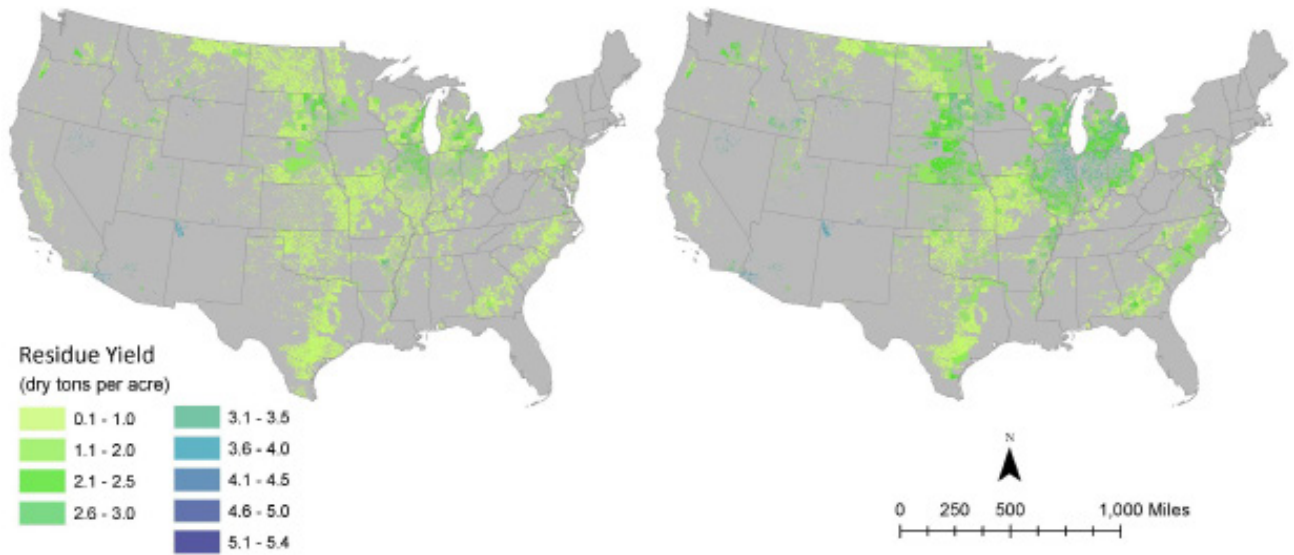 Residue Yield
(dry tons per acre)
0.1 - 1.0
1.1 - 2.0
2.1 - 2.5
2.6 - 3.0
3.1 - 3.5
3.6 - 4.0
4.1 - 4.5
4.6 - 5.0
5.1 - 5.4
N
0 250 500 1,000 Miles